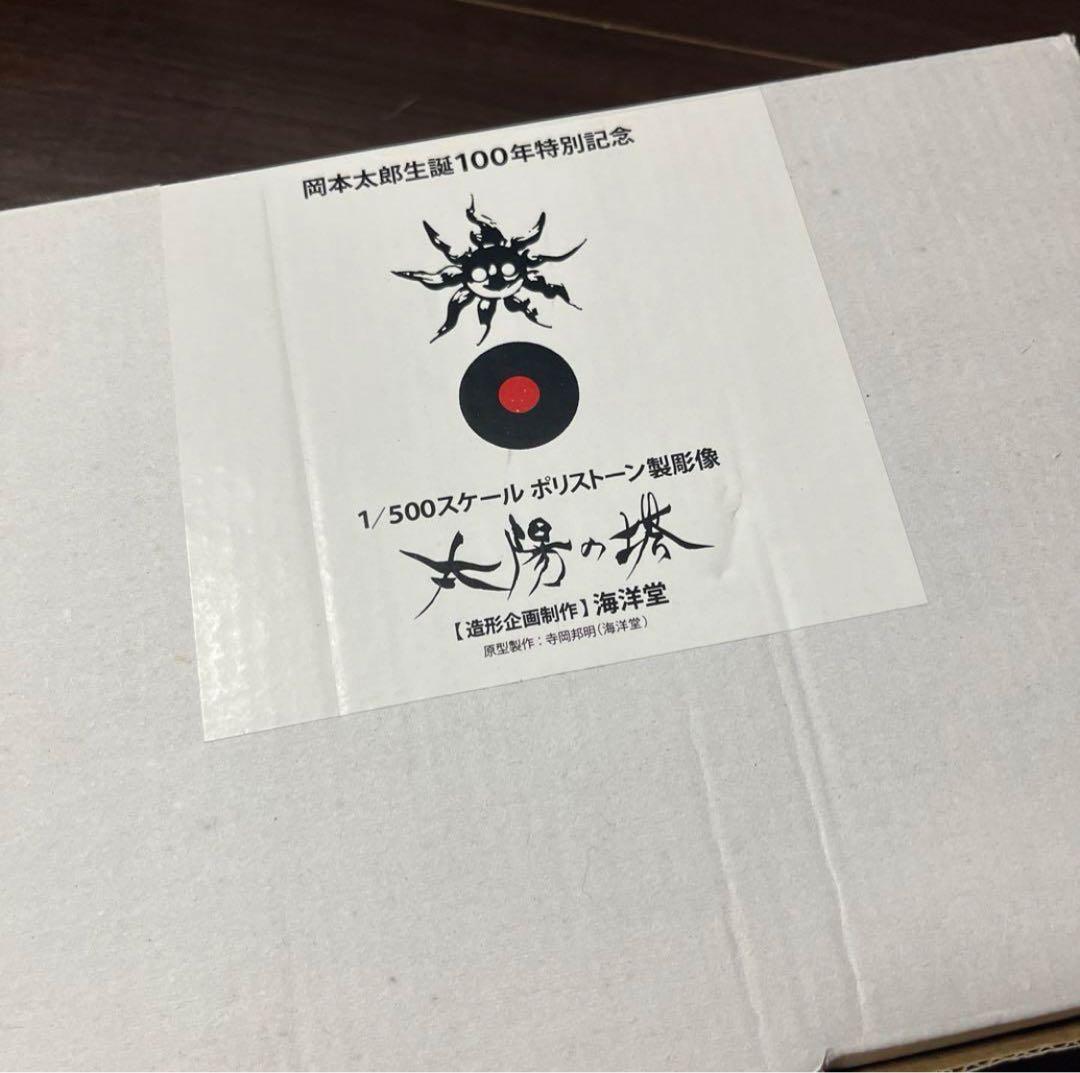 岡本太郎生誕100年特別記念
1/500スケール ポリストーン製彫像
太陽の塔
【造形企画制作】海洋堂
原型製作：寺岡邦明（海洋堂）